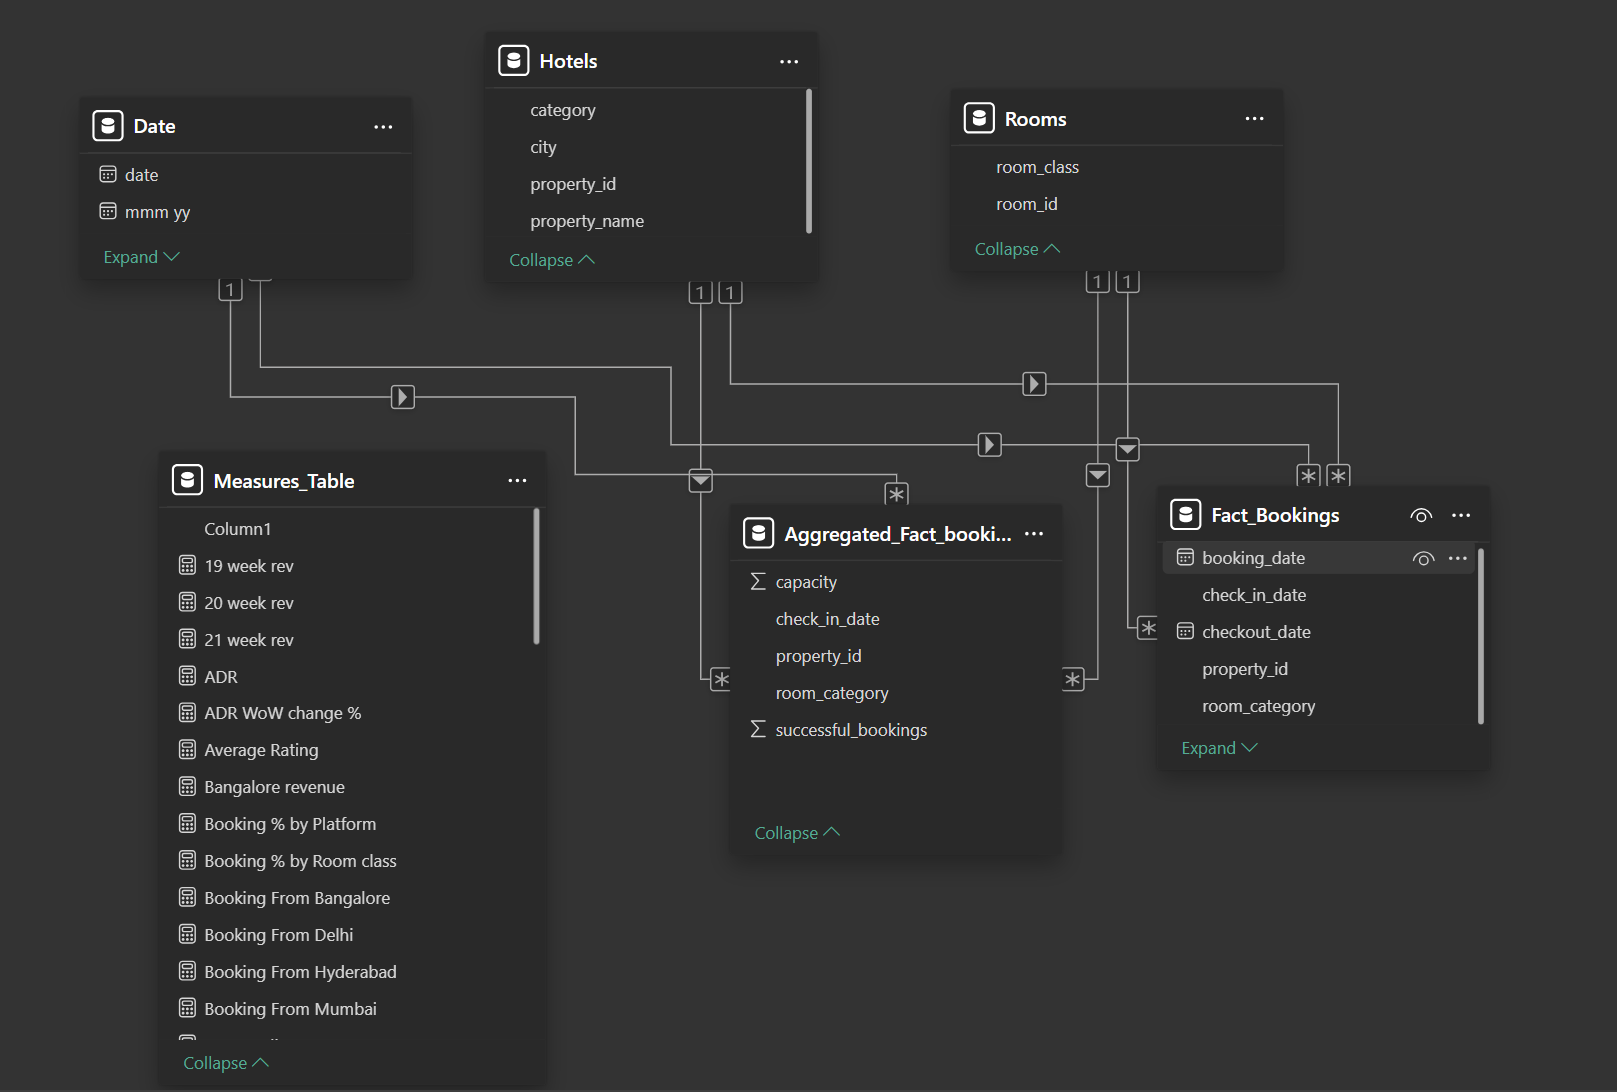 Date
date
mmm yy
Expand
1
Hotels
category
city
property_id
property_name
Collapse
1 1
Rooms
room_class
room_id
Collapse
1 1
Measures_Table
Column1
19 week rev
20 week rev
21 week rev
ADR
ADR WoW change %
Average Rating
Bangalore revenue
Booking % by Platform
Booking % by Room class
Booking From Bangalore
Booking From Delhi
Booking From Hyderabad
Booking From Mumbai
Collapse
*
Aggregated_Fact_booki...
Σ capacity
check_in_date
property_id
room_category
Σ successful_bookings
Collapse
* *
* *
Fact_Bookings
booking_date
check_in_date
checkout_date
property_id
room_category
Expand
*